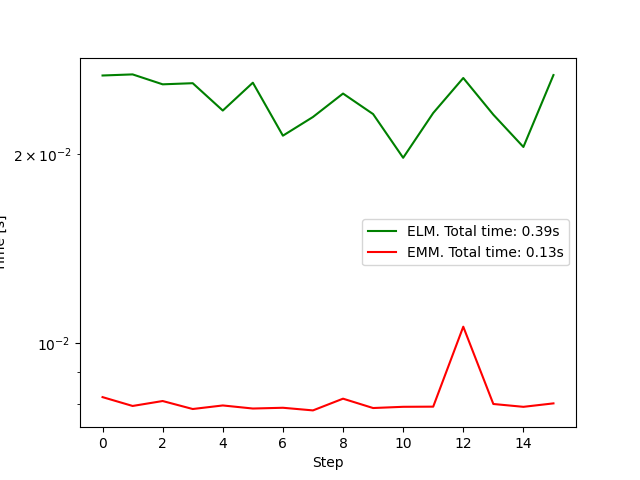 2 × 10⁻²
10⁻²
Time [s]
ELM. Total time: 0.39s
EMM. Total time: 0.13s
0 2 4 6 8 10 12 14
Step